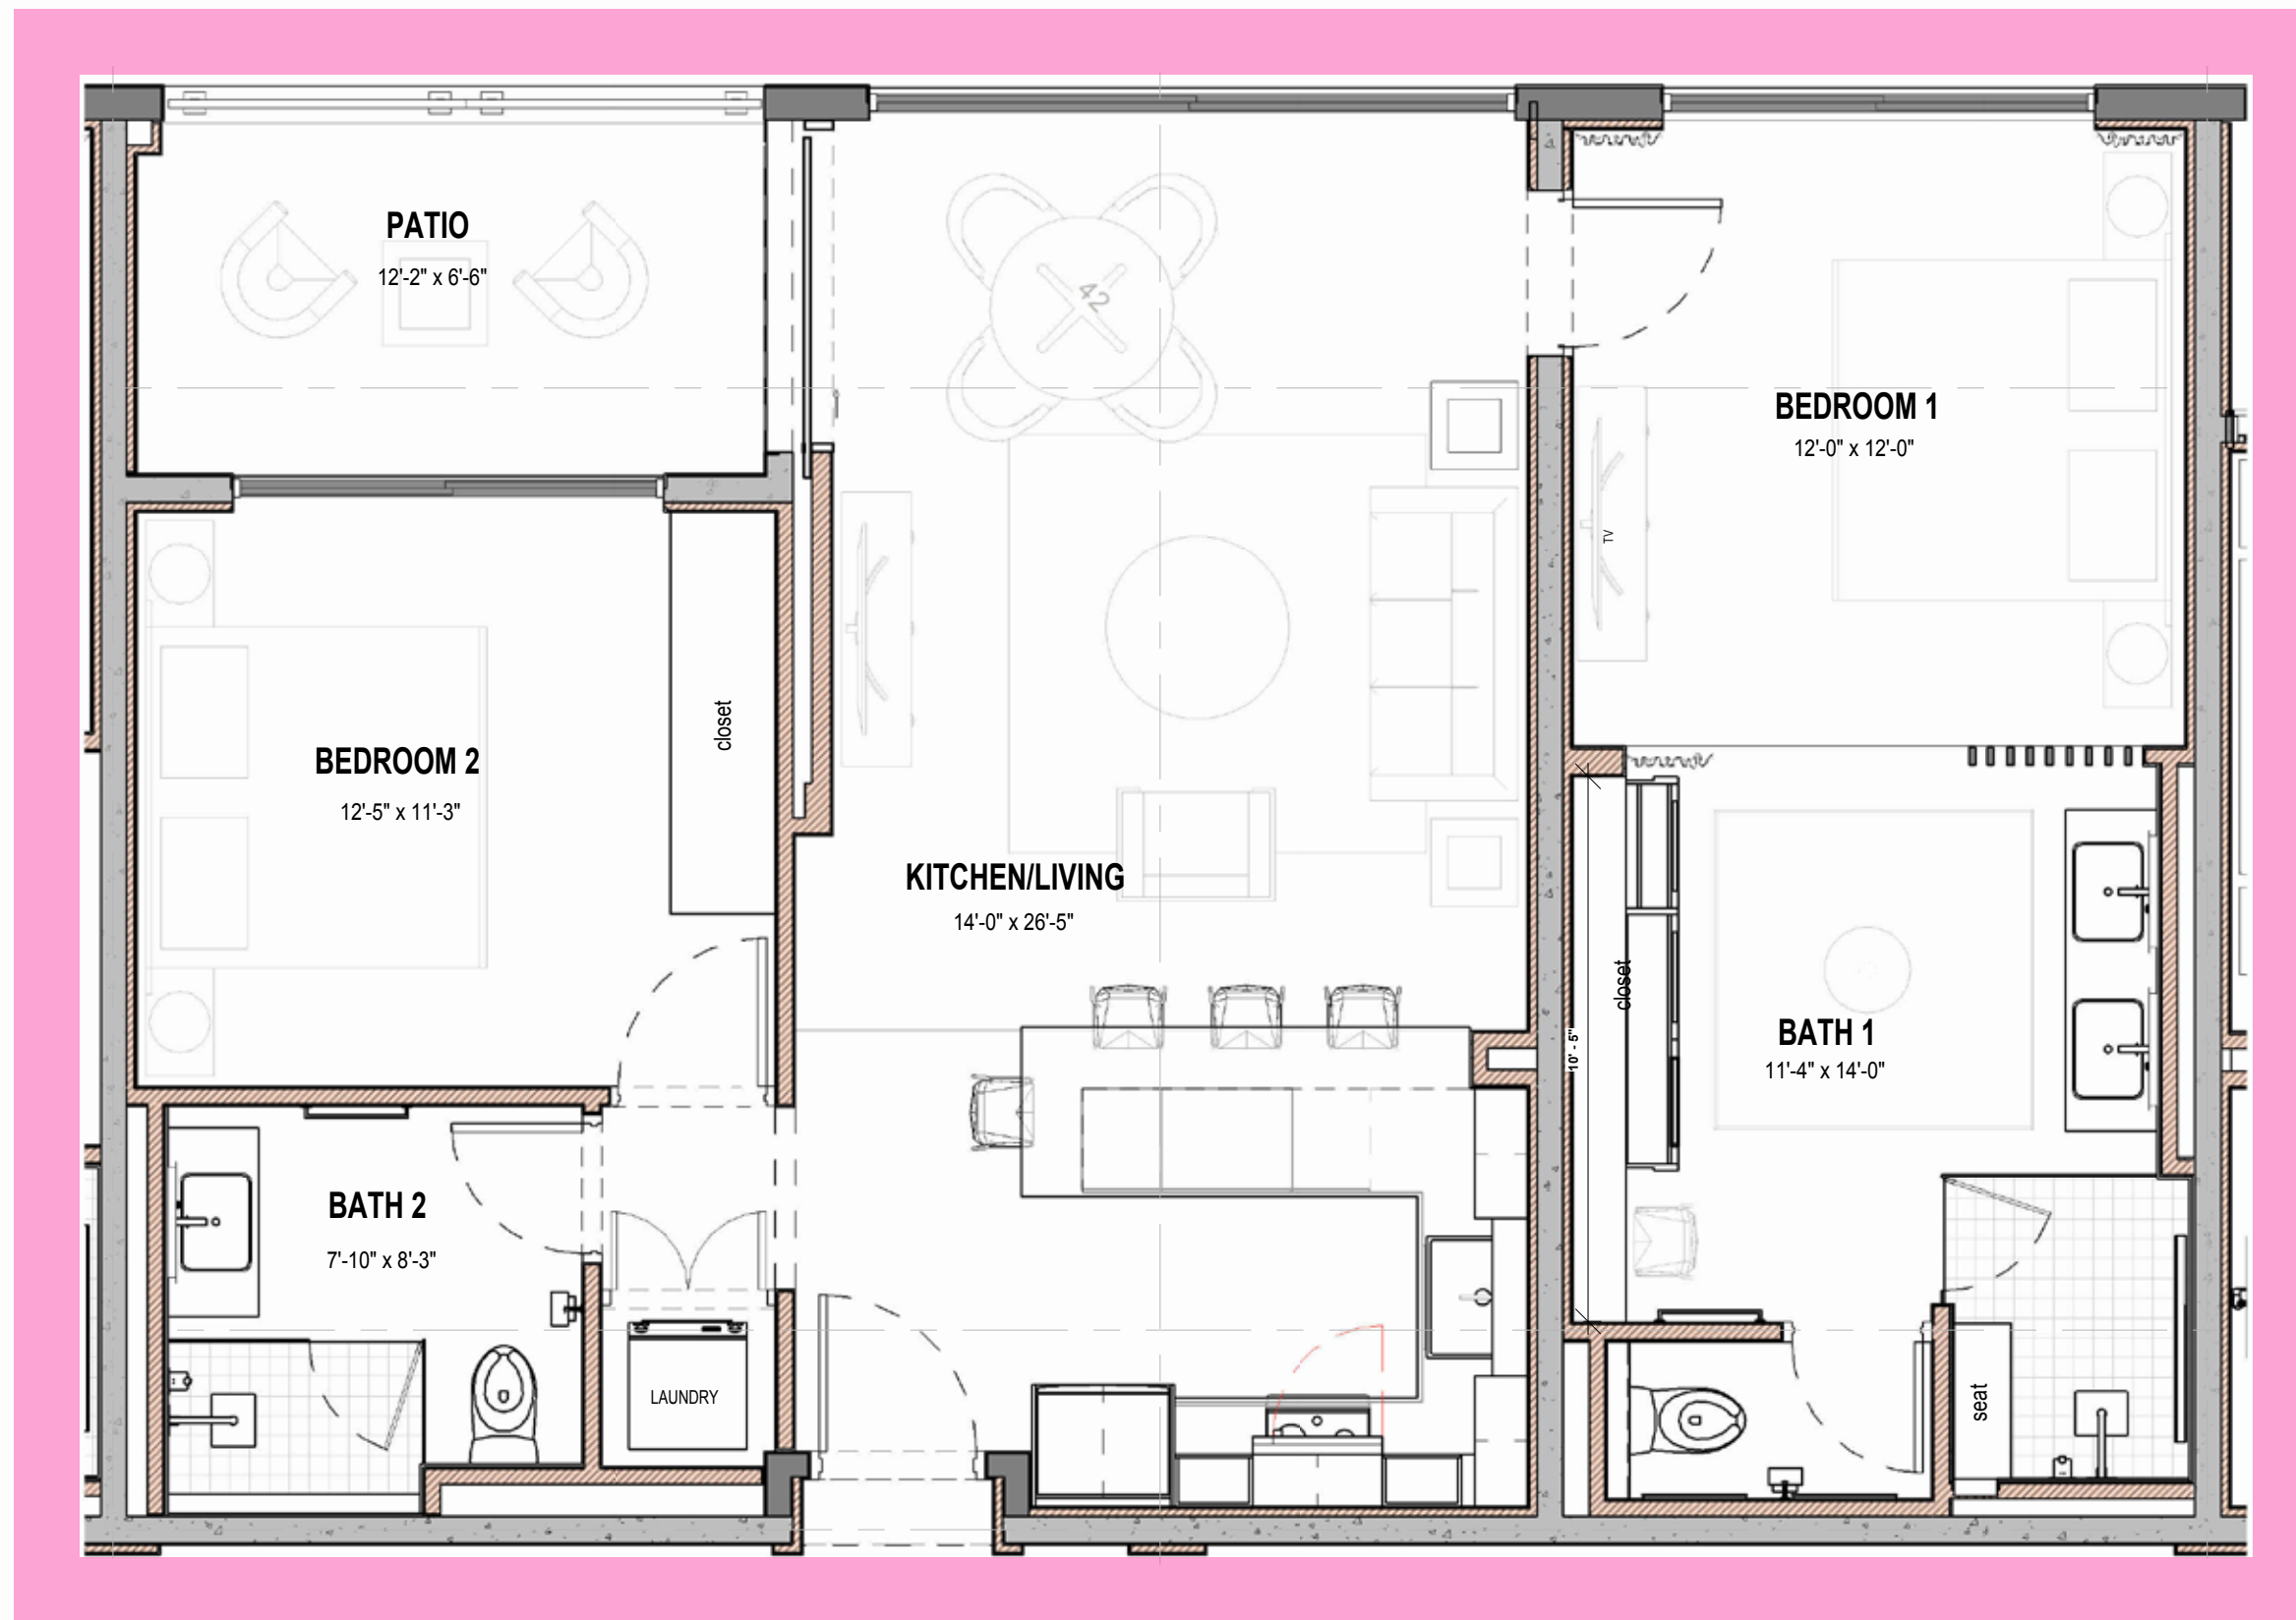 PATIO
12'-2" x 6'-6"
42
BEDROOM 1
12'-0" x 12'-0"
TV
closet
BEDROOM 2
12'-5" x 11'-3"
KITCHEN/LIVING
14'-0" x 26'-5"
closet
10' - 5"
BATH 1
11'-4" x 14'-0"
BATH 2
7'-10" x 8'-3"
LAUNDRY
seat